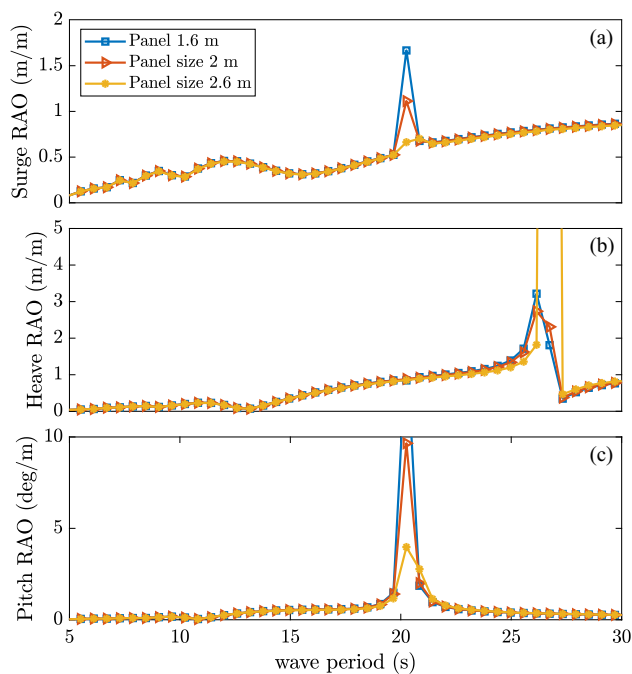 2
(a)
Panel 1.6 m
Panel size 2 m
Panel size 2.6 m
1.5
1
0.5
0
Surge RAO (m/m)
5
(b)
4
3
2
1
0
Heave RAO (m/m)
10
(c)
5
0
Pitch RAO (deg/m)
5 10 15 20 25 30
wave period (s)